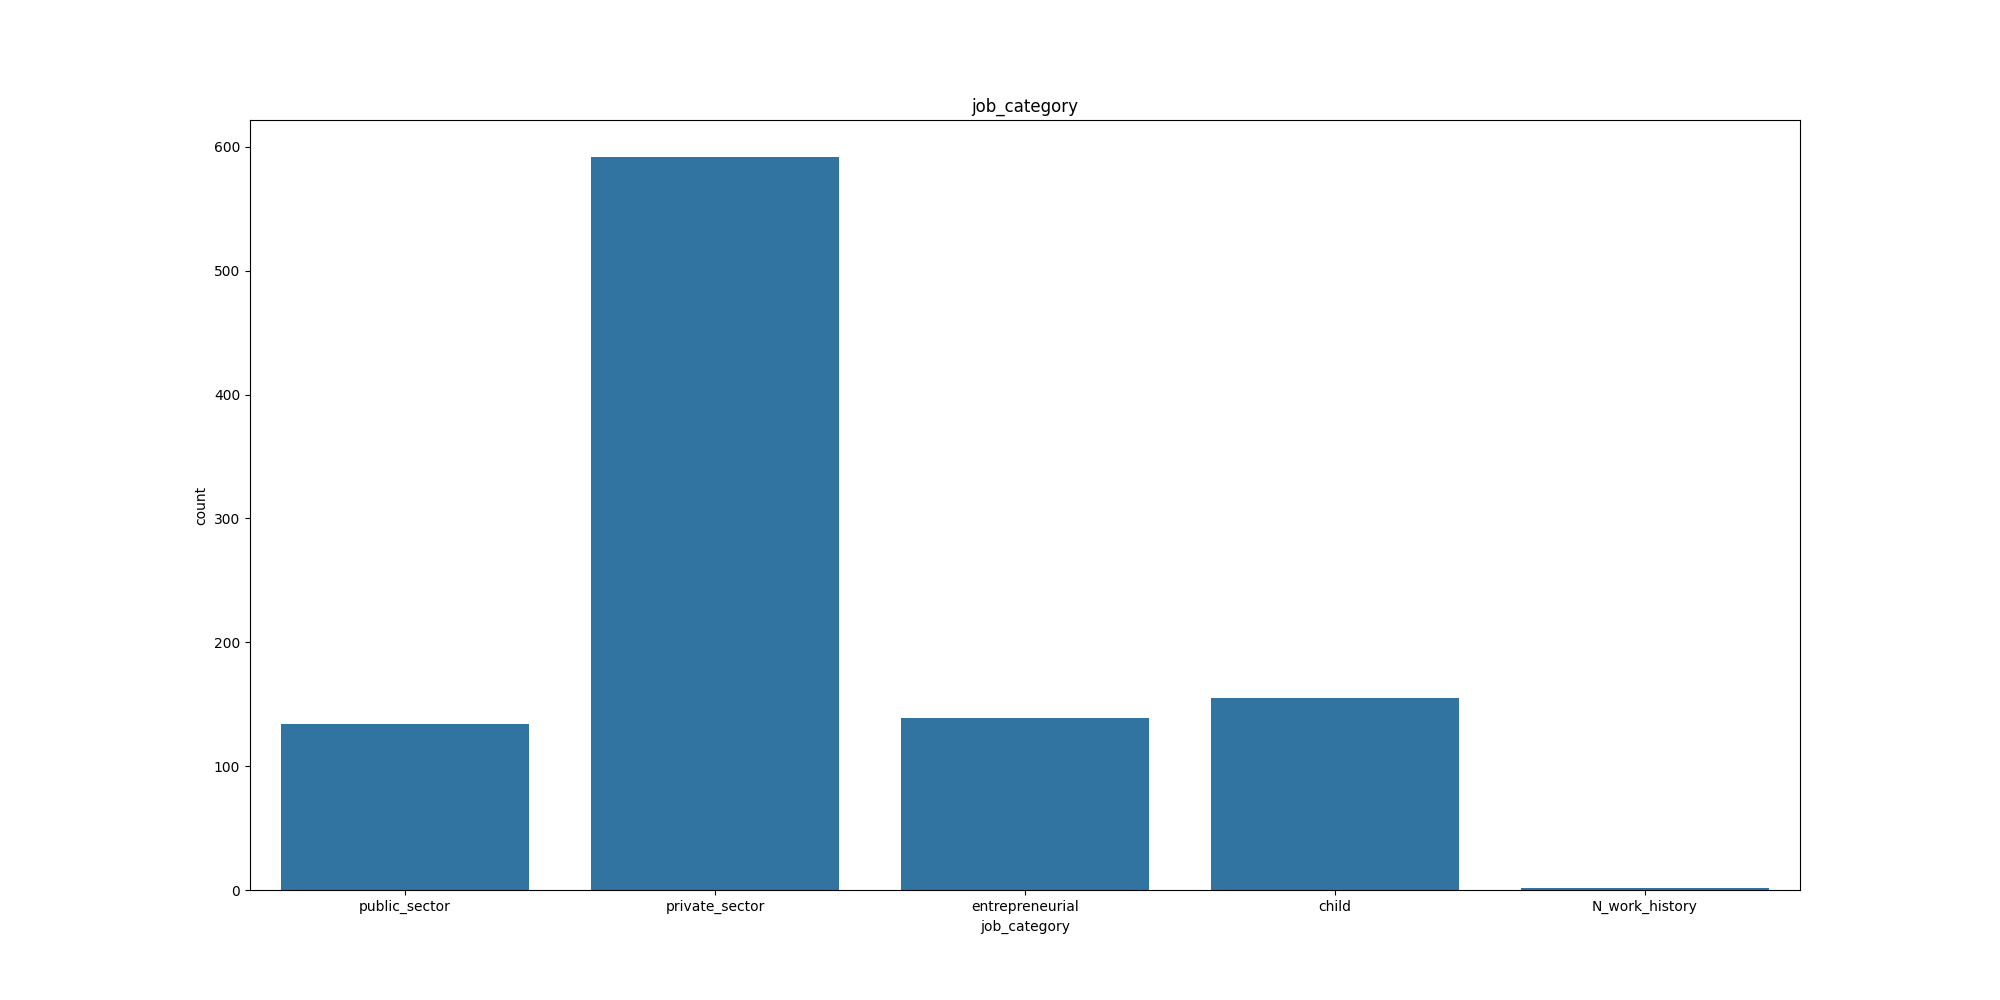 job_category
600
500
400
300
200
100
0
count
public_sector private_sector entrepreneurial child N_work_history
job_category